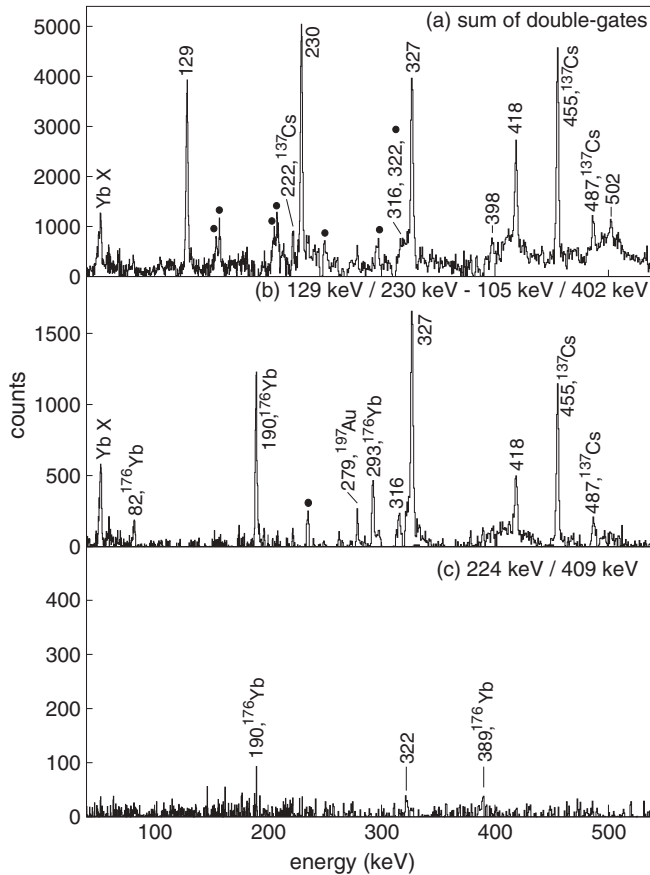 (a) sum of double-gates
5000
4000
3000
2000
1000
0
Yb X
129
222,¹³⁷Cs
230
316, 322,
327
398
418
455,¹³⁷Cs
487,¹³⁷Cs
502
(b) 129 keV / 230 keV - 105 keV / 402 keV
1500
1000
500
0
counts
Yb X
82,¹⁷⁶Yb
190,¹⁷⁶Yb
279,¹⁹⁷Au
293,¹⁷⁶Yb
316
327
418
455,¹³⁷Cs
487,¹³⁷Cs
(c) 224 keV / 409 keV
400
300
200
100
0
190,¹⁷⁶Yb
322
389,¹⁷⁶Yb
100 200 300 400 500
energy (keV)